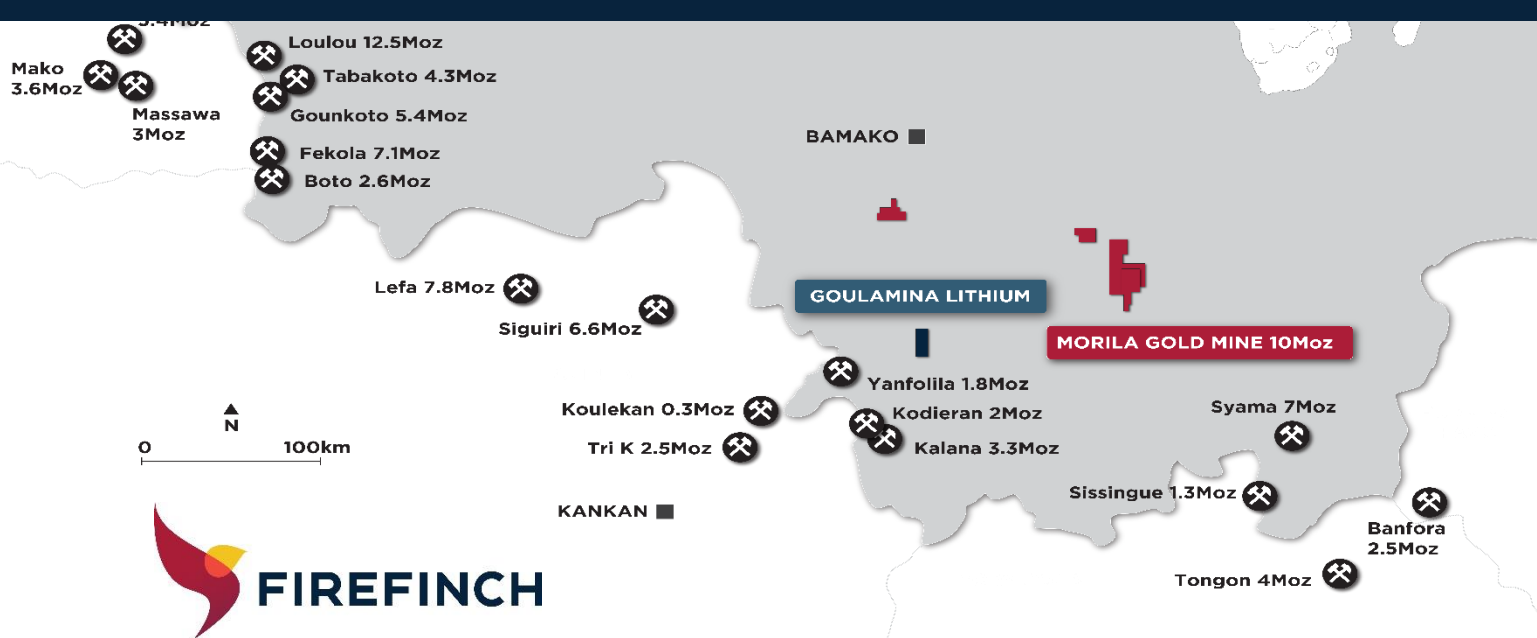 Loulou 12.5Moz
Mako
3.6Moz
Tabakoto 4.3Moz
Massawa
3Moz
Gounkoto 5.4Moz
Fekola 7.1Moz
Boto 2.6Moz
BAMAKO
Lefa 7.8Moz
Siguiri 6.6Moz
GOULAMINA LITHIUM
MORILA GOLD MINE 10Moz
Yanfolila 1.8Moz
Koulekan 0.3Moz
Kodieran 2Moz
Syama 7Moz
Tri K 2.5Moz
Kalana 3.3Moz
N
0 100km
Sissingue 1.3Moz
KANKAN
Banfora
2.5Moz
Tongon 4Moz
FIREFINCH